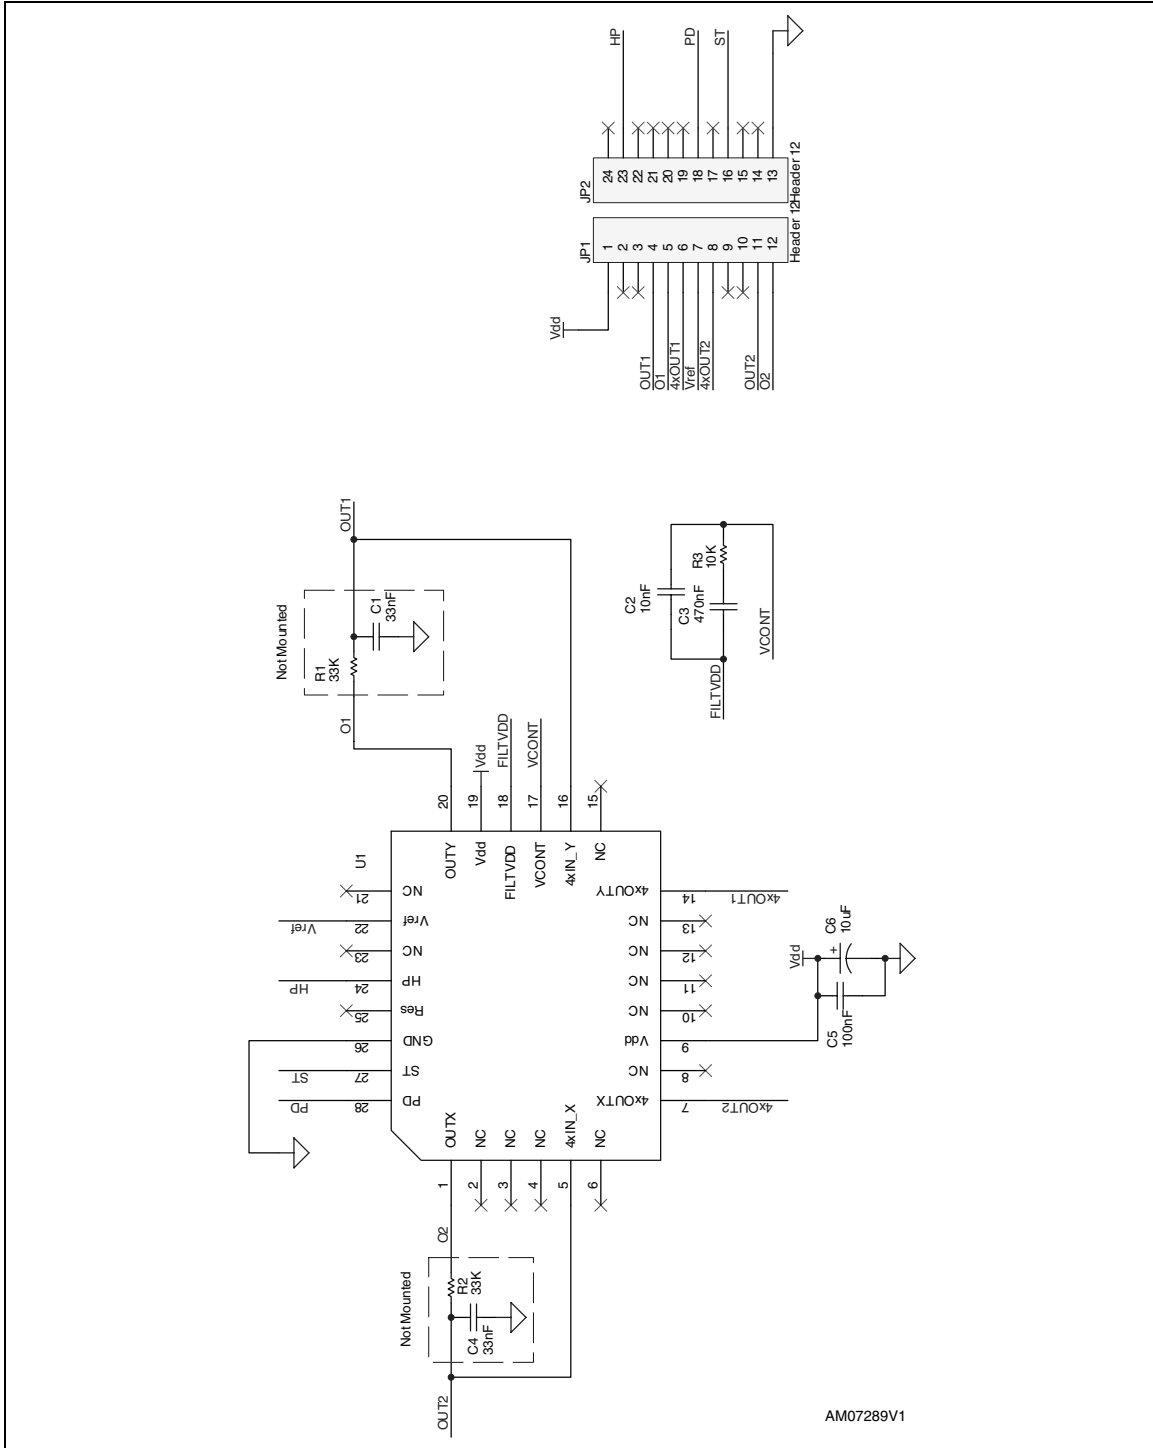 HP
PD
ST
24
23
22
21
20
19
18
17
16
15
14
13
JP2
Header 12
JP1
Header 12
1
2
3
4
5
6
7
8
9
10
11
12
Vdd
OUT1
O1
4xOUT1
Vref
4xOUT2
OUT2
O2
OUT1
Not Mounted
C1
33nF
R1
33K
O1
C2
10nF
C3
470nF
R3
10K
FILTVDD
VCONT
Vdd
FILTVDD
VCONT
20
19
18
17
16
15
U1
OUTY
Vdd
FILTVDD
VCONT
4xIN_Y
NC
21
NC
Vref
22
Vref
23
NC
HP
24
HP
25
Res
26
GND
ST
27
ST
PD
28
PD
4xOUTY
14
4xOUT1
NC
13
NC
12
NC
11
NC
10
Vdd
9
NC
8
4xOUTX
7
4xOUT2
Vdd
+
C6
10uF
C5
100nF
OUTX
NC
NC
NC
4xIN_X
NC
1
2
3
4
5
6
O2
Not Mounted
R2
33K
C4
33nF
OUT2
AM07289V1